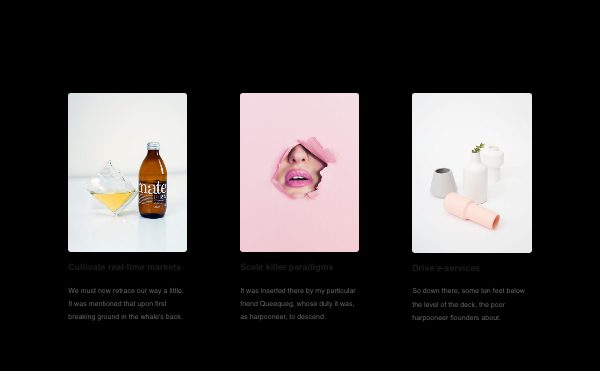 mate
Cultivate real-time markets
We must now retrace our way a little.
It was mentioned that upon first
breaking ground in the whale's back.
Scale killer paradigms
It was inserted there by my particular
friend Queequeg, whose duty it was,
as harpooneer, to descend.
Drive e-services
So down there, some ten feet below
the level of the deck, the poor
harpooneer flounders about.